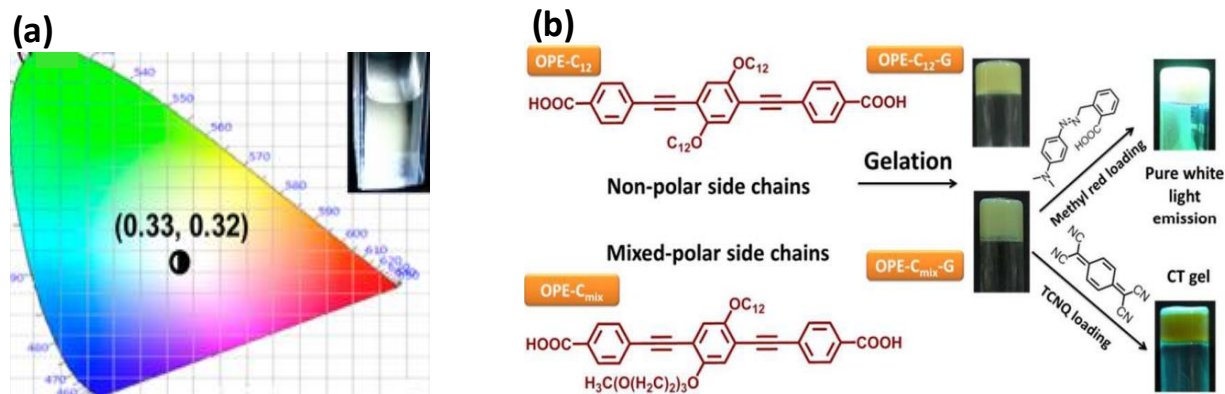 (a)
540
550
560
570
580
590
600
610
620
(0.33, 0.32)
480
470
460
(b)
OPE-C₁₂
OC₁₂
HOOC
COOH
C₁₂O
OPE-C₁₂-G
Non-polar side chains
Gelation
N=N
HOOC
N
Methyl red loading
Pure white
light
emission
Mixed-polar side chains
OPE-Cₘᵢₓ
OC₁₂
HOOC
COOH
H₃C(O(H₂C)₂)₃O
OPE-Cₘᵢₓ-G
NC
NC
CN
CN
TCNQ loading
CT gel